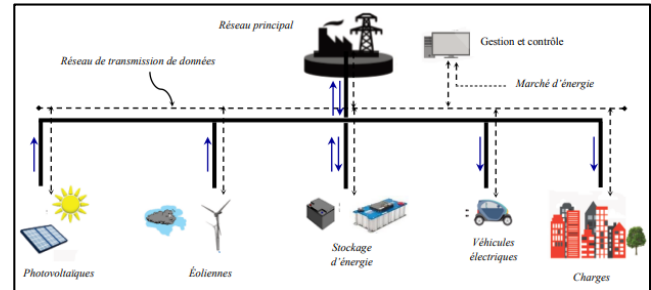 Réseau principal
Gestion et contrôle
Réseau de transmission de données
Marché d'énergie
Photovoltaïques
Éoliennes
Stockage
d'énergie
Véhicules
électriques
Charges